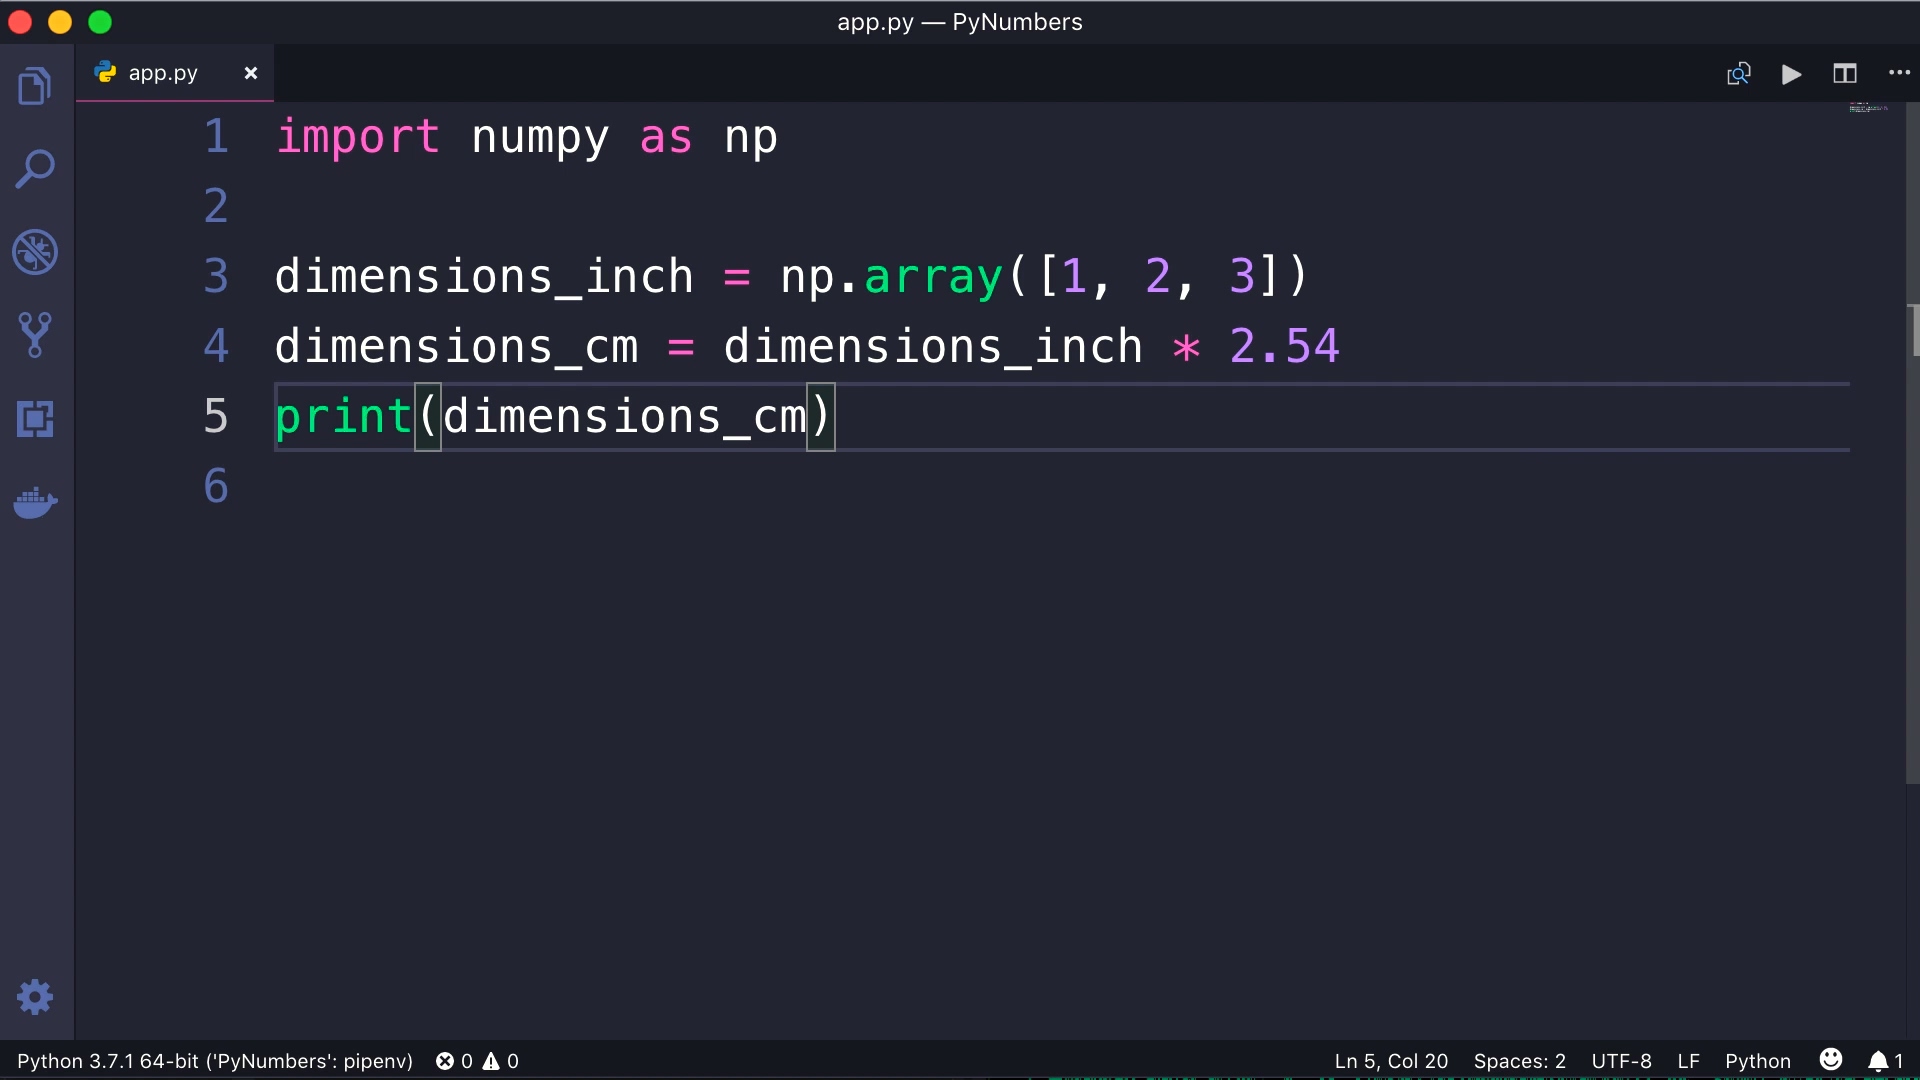 app.py — PyNumbers
app.py
1 import numpy as np
2
3 dimensions_inch = np.array([1, 2, 3])
4 dimensions_cm = dimensions_inch * 2.54
5 print(dimensions_cm)
6
Python 3.7.1 64-bit ('PyNumbers': pipenv) 0 0 Ln 5, Col 20 Spaces: 2 UTF-8 LF Python 1